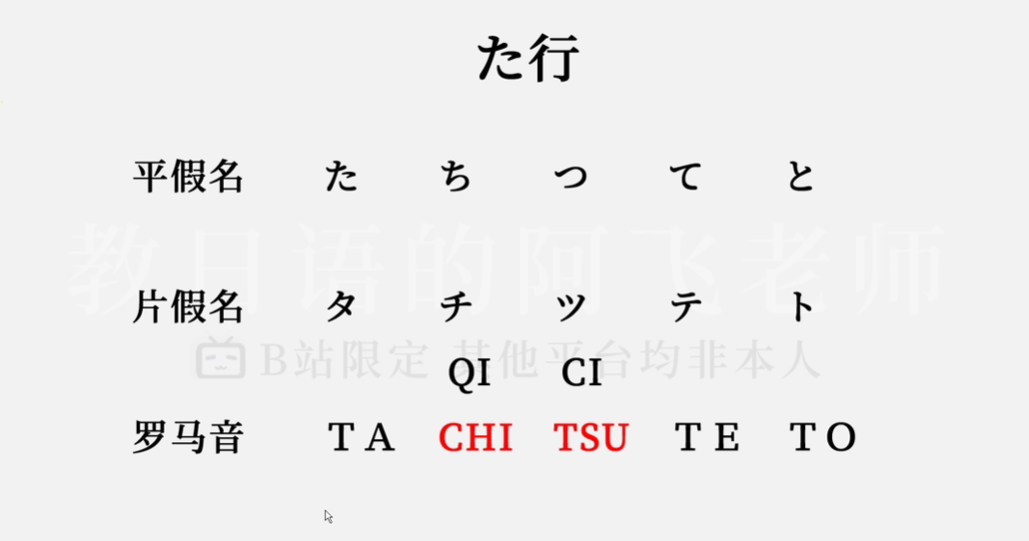 た行
平假名 た ち つ て と
教日语的阿飞老师
片假名 タ チ ツ テ ト
B站限定 其他平台均非本人
QI CI
罗马音 TA CHI TSU TE TO